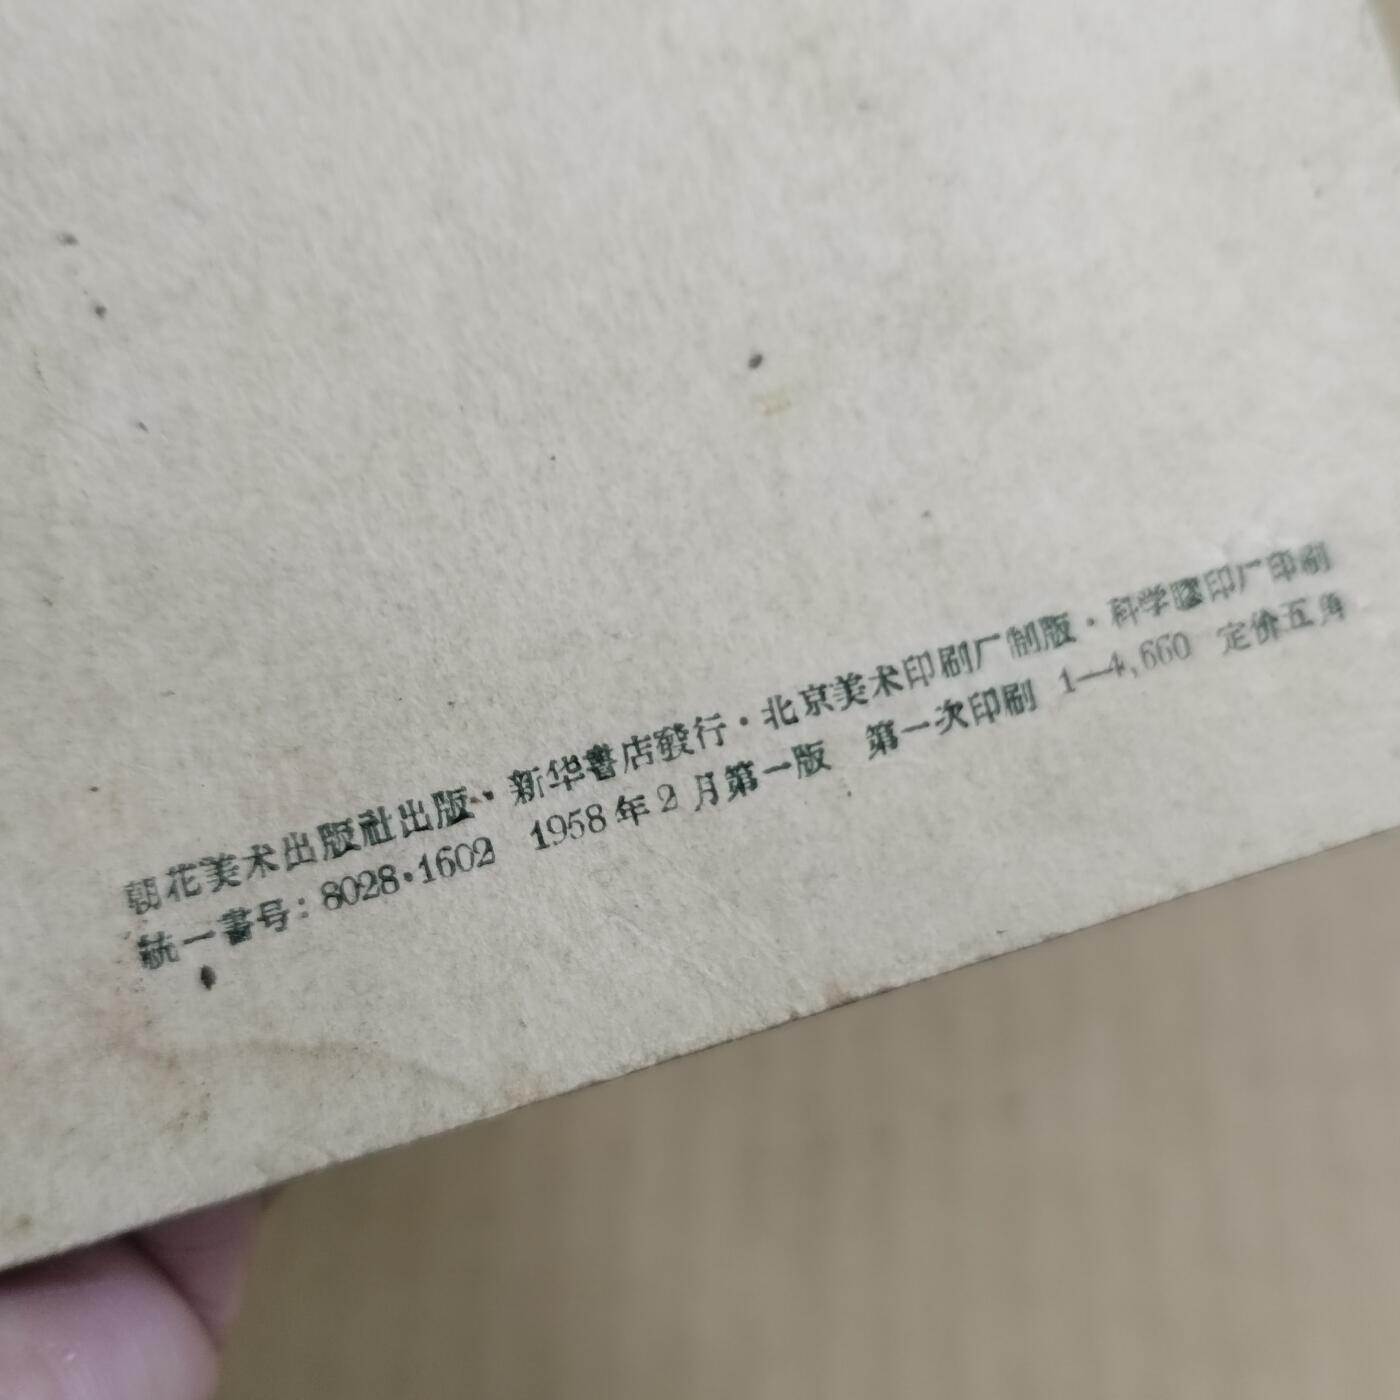 朝花美术出版社出版·新华書店發行·北京美术印刷厂制版·科学膠印厂印刷
統一書号：8028·1602 1958年2月第一版 第一次印刷 1—4,660 定价五角